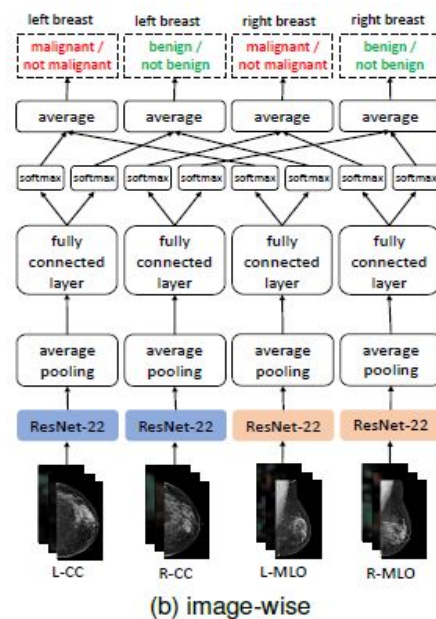 left breast left breast right breast right breast
malignant / benign / malignant / benign /
not malignant not benign not malignant not benign
average average average average
softmax softmax softmax softmax softmax softmax softmax softmax
fully fully fully fully
connected connected connected connected
layer layer layer layer
average average average average
pooling pooling pooling pooling
ResNet-22 ResNet-22 ResNet-22 ResNet-22
L-CC R-CC L-MLO R-MLO
(b) image-wise